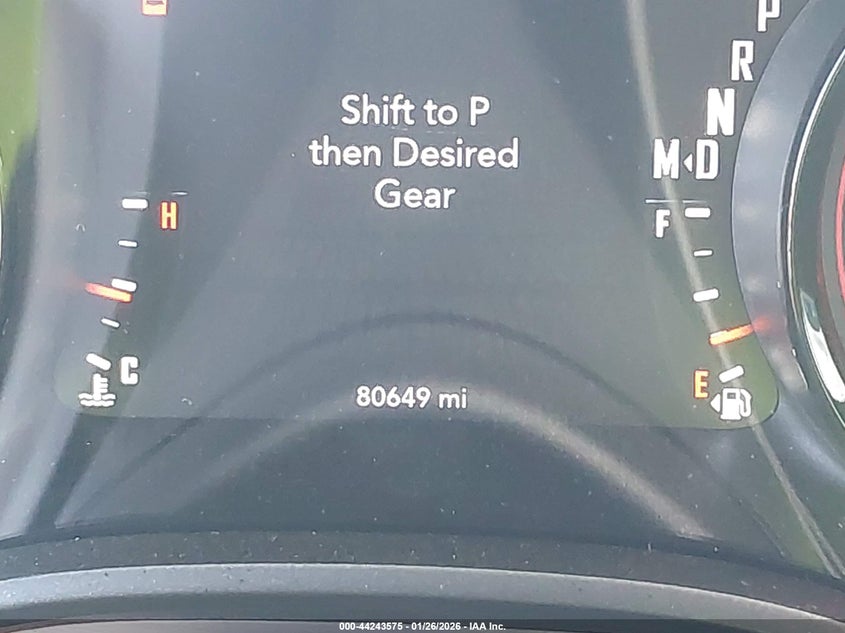 P
R
N
M◂D
Shift to P
then Desired
Gear
H
F
C
E
80649 mi
000-44243575 - 01/26/2026 - IAA Inc.